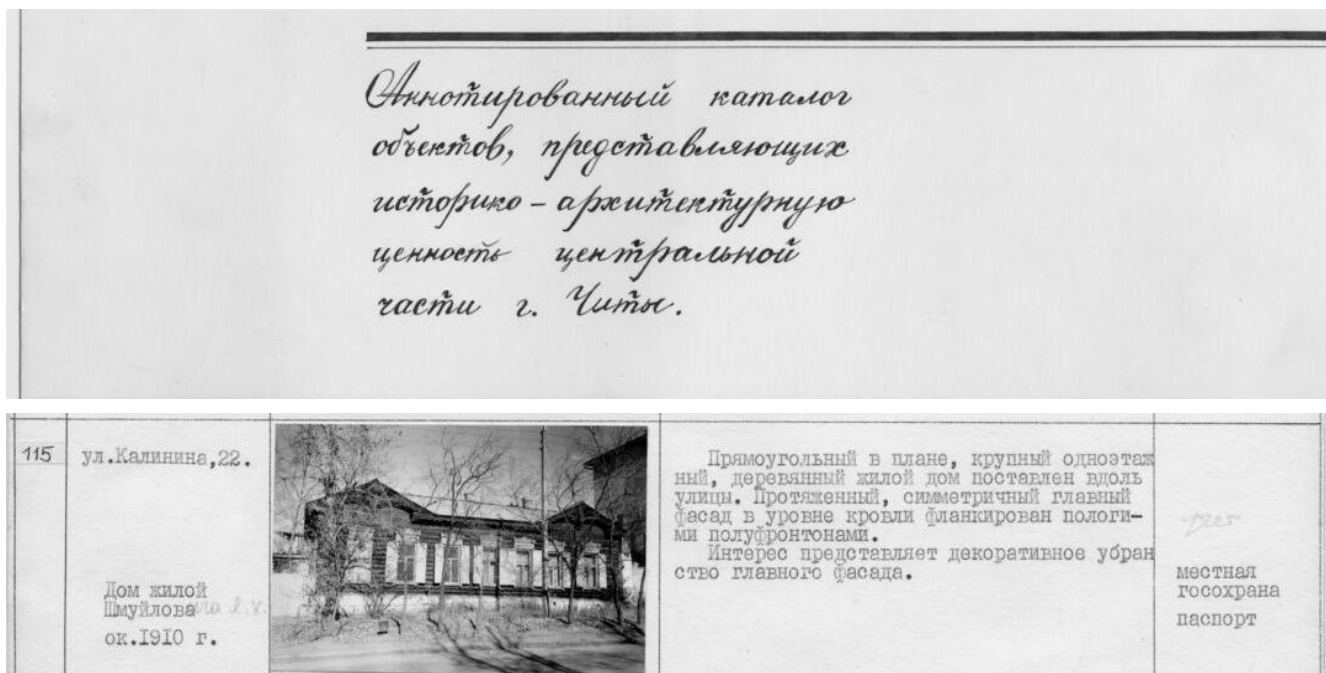 Аннотированный каталог
объектов, представляющих
историко-архитектурную
ценность центральной
части г. Читы.
115
ул.Калинина,22.
Дом жилой
Шмуйлова
ок.1910 г.
Прямоугольный в плане, крупный одноэтаж
ный, деревянный жилой дом поставлен вдоль
улицы. Протяженный, симметричный главный
фасад в уровне кровли фланкирован пологи-
ми полуфронтонами.
Интерес представляет декоративное убран
ство главного фасада.
местная
госохрана
паспорт